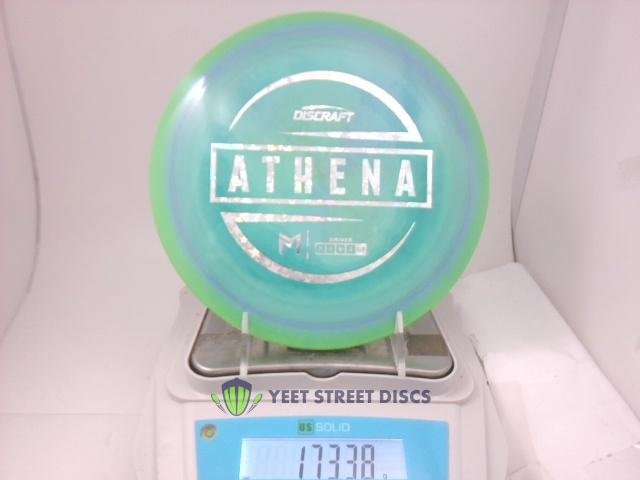 DISCRAFT
ATHENA
M
DRIVER
YEET STREET DISCS
US SOLID
173.38 g